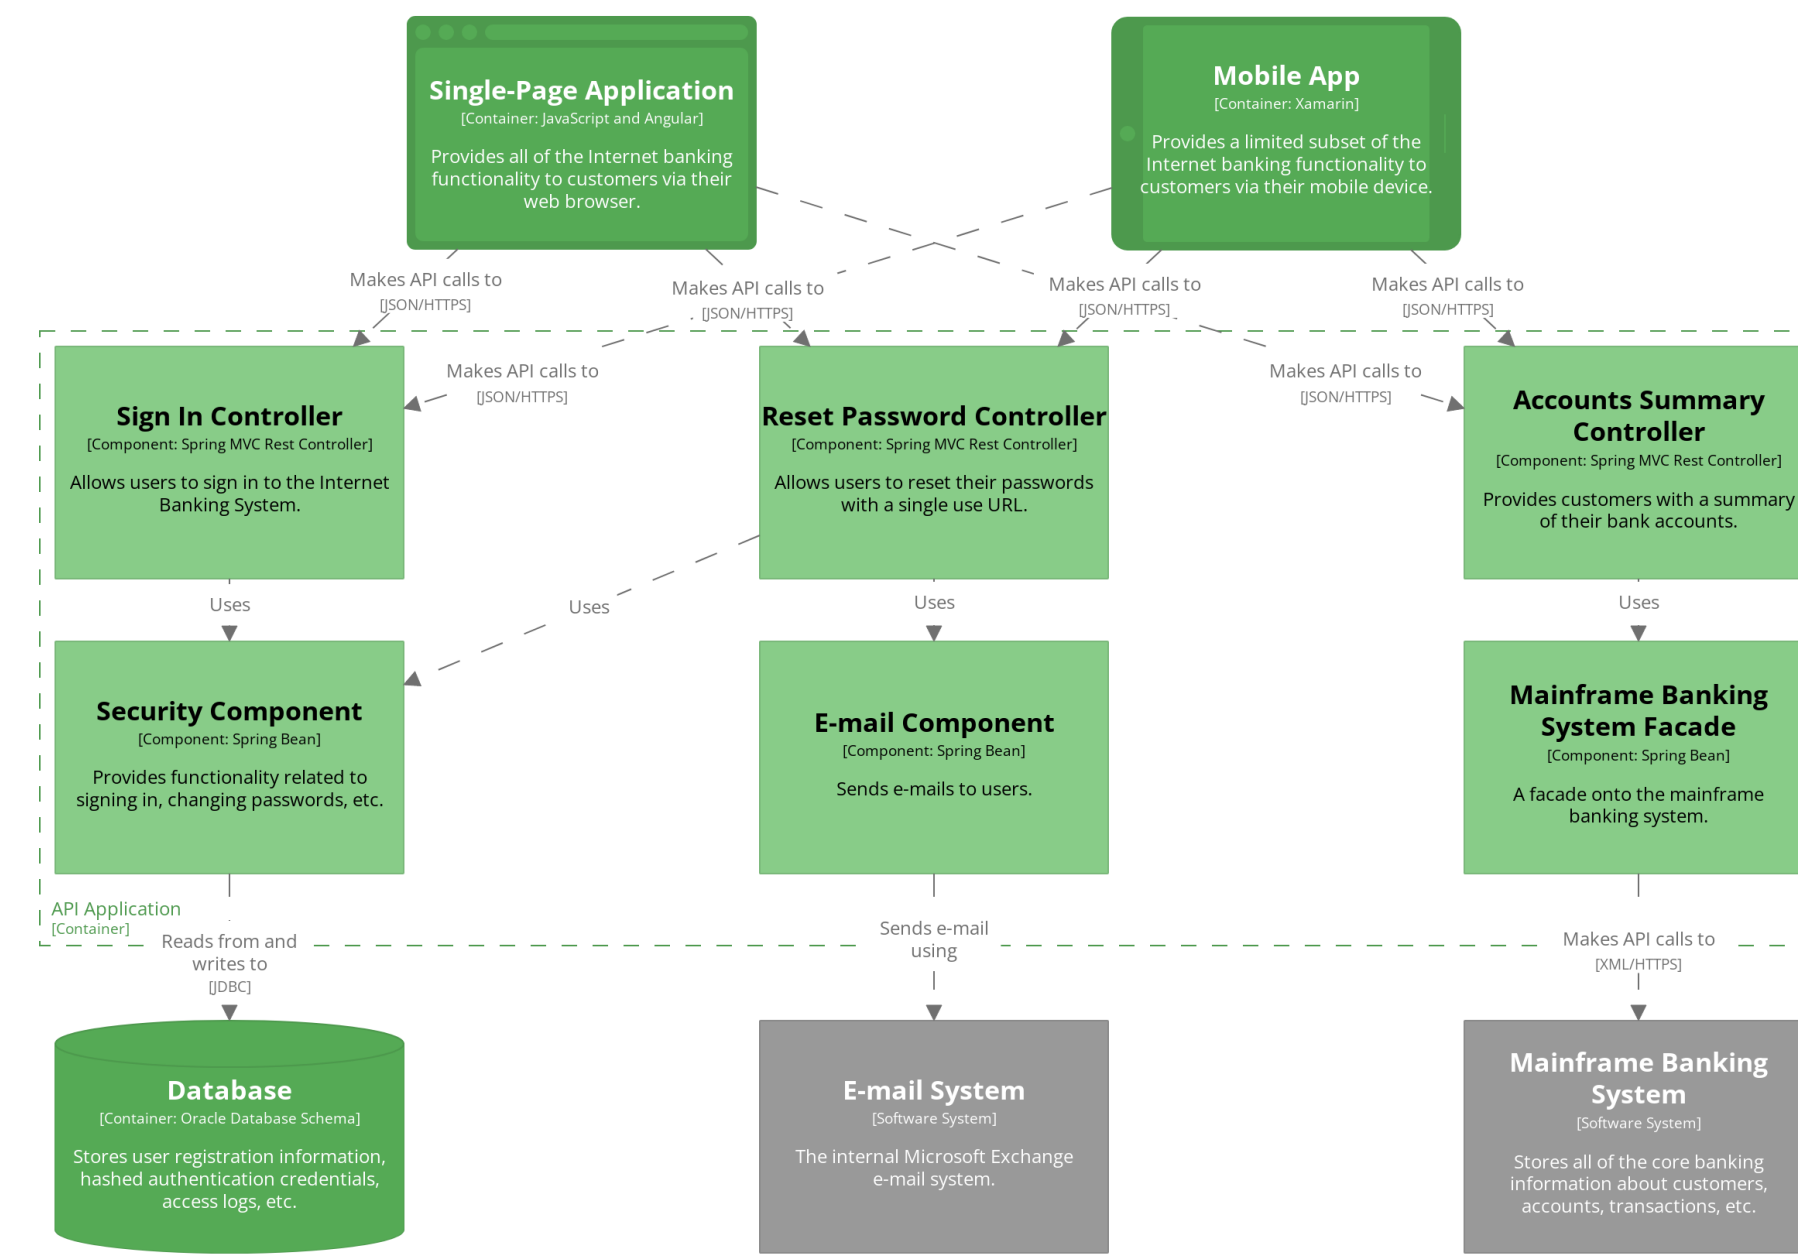 Single-Page Application
[Container: JavaScript and Angular]
Provides all of the Internet banking
functionality to customers via their
web browser.
Mobile App
[Container: Xamarin]
Provides a limited subset of the
Internet banking functionality to
customers via their mobile device.
Makes API calls to
[JSON/HTTPS]
Makes API calls to
[JSON/HTTPS]
Makes API calls to
[JSON/HTTPS]
Makes API calls to
[JSON/HTTPS]
Makes API calls to
[JSON/HTTPS]
Makes API calls to
[JSON/HTTPS]
Sign In Controller
[Component: Spring MVC Rest Controller]
Allows users to sign in to the Internet
Banking System.
Reset Password Controller
[Component: Spring MVC Rest Controller]
Allows users to reset their passwords
with a single use URL.
Accounts Summary
Controller
[Component: Spring MVC Rest Controller]
Provides customers with a summary
of their bank accounts.
Uses
Uses
Uses
Uses
Security Component
[Component: Spring Bean]
Provides functionality related to
signing in, changing passwords, etc.
E-mail Component
[Component: Spring Bean]
Sends e-mails to users.
Mainframe Banking
System Facade
[Component: Spring Bean]
A facade onto the mainframe
banking system.
API Application
[Container]
Reads from and
writes to
[JDBC]
Sends e-mail
using
Makes API calls to
[XML/HTTPS]
Database
[Container: Oracle Database Schema]
Stores user registration information,
hashed authentication credentials,
access logs, etc.
E-mail System
[Software System]
The internal Microsoft Exchange
e-mail system.
Mainframe Banking
System
[Software System]
Stores all of the core banking
information about customers,
accounts, transactions, etc.